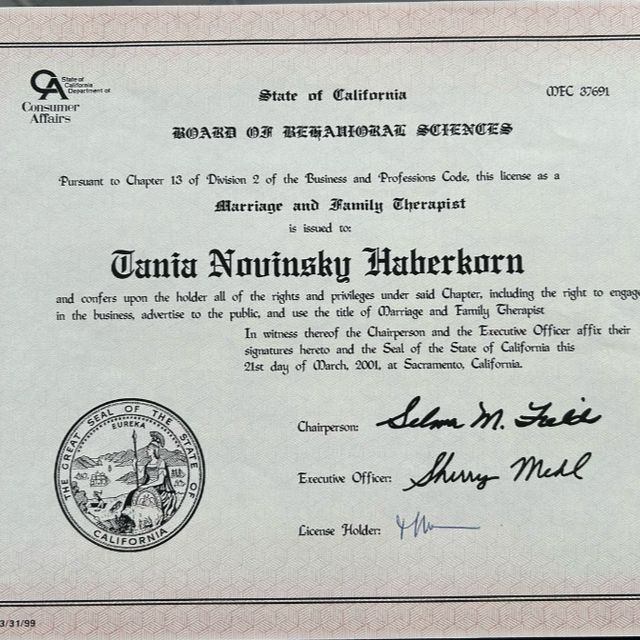 State of
California
Department of
CA
Consumer
Affairs
State of California
MFC 37691
BOARD OF BEHAVIORAL SCIENCES
Pursuant to Chapter 13 of Division 2 of the Business and Professions Code, this license as a
Marriage and Family Therapist
is issued to:
Tania Novinsky Haberkorn
and confers upon the holder all of the rights and privileges under said Chapter, including the right to engage
in the business, advertise to the public, and use the title of Marriage and Family Therapist
In witness thereof the Chairperson and the Executive Officer affix their
signatures hereto and the Seal of the State of California this
21st day of March, 2001, at Sacramento, California.
THE GREAT SEAL OF THE STATE OF CALIFORNIA
EUREKA
Chairperson: Selma M.
Executive Officer: Sherry Mehl
License Holder:
3/31/99